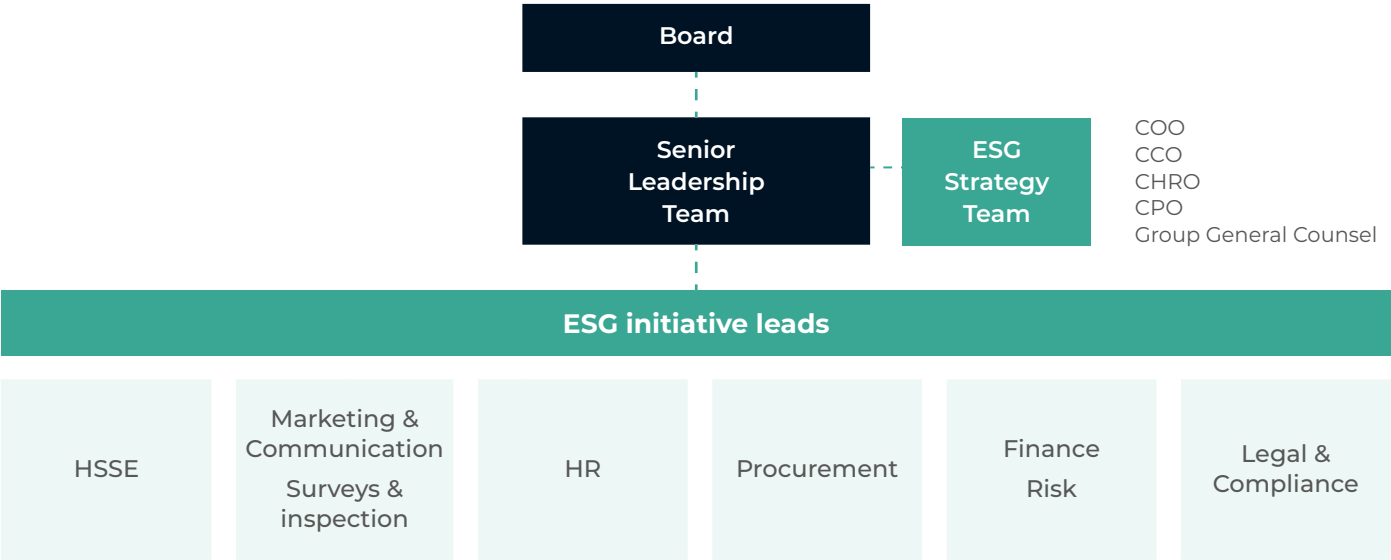 Board
Senior
Leadership
Team
ESG
Strategy
Team
COO
CCO
CHRO
CPO
Group General Counsel
ESG initiative leads
HSSE
Marketing &
Communication
Surveys &
inspection
HR
Procurement
Finance
Risk
Legal &
Compliance